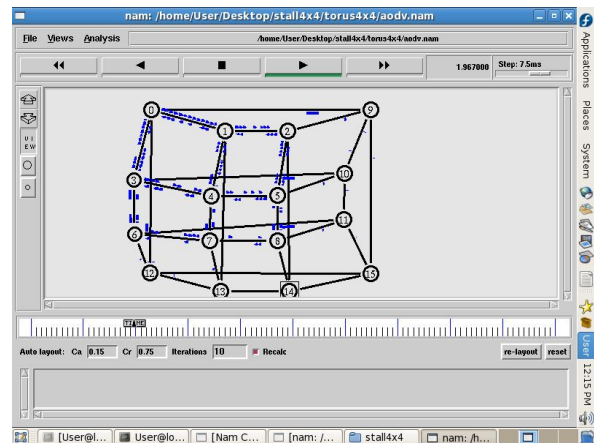 nam: /home/User/Desktop/stall4x4/torus4x4/aodv.nam
File Views Analysis /home/User/Desktop/stall4x4/torus4x4/aodv.nam
1.967000 Step: 7.5ms
VIEW
0
9
1
2
3
10
4
5
11
6
7
8
12
15
13
14
TIME
Auto layout: Ca 0.15 Cr 0.75 Iterations 10 Recalc re-layout reset
Applications Places System
User
12:15 PM
[User@l... User@lo... [Nam C... [nam: /... stall4x4 nam: /h...